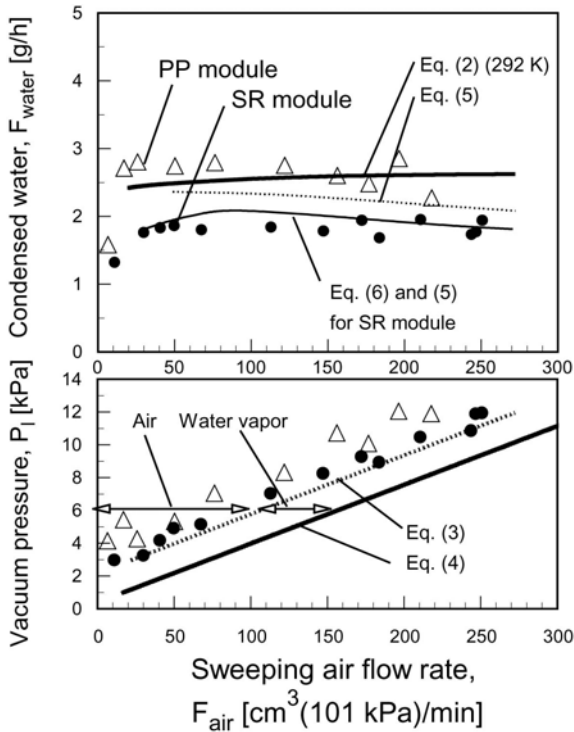 Condensed water, F_water [g/h]
5
4
3
2
1
0
PP module
SR module
Eq. (2) (292 K)
Eq. (5)
Eq. (6) and (5)
for SR module
0 50 100 150 200 250 300
Vacuum pressure, P_l [kPa]
14
12
10
8
6
4
2
0
Air
Water vapor
Eq. (3)
Eq. (4)
0 50 100 150 200 250 300
Sweeping air flow rate,
F_air [cm³(101 kPa)/min]